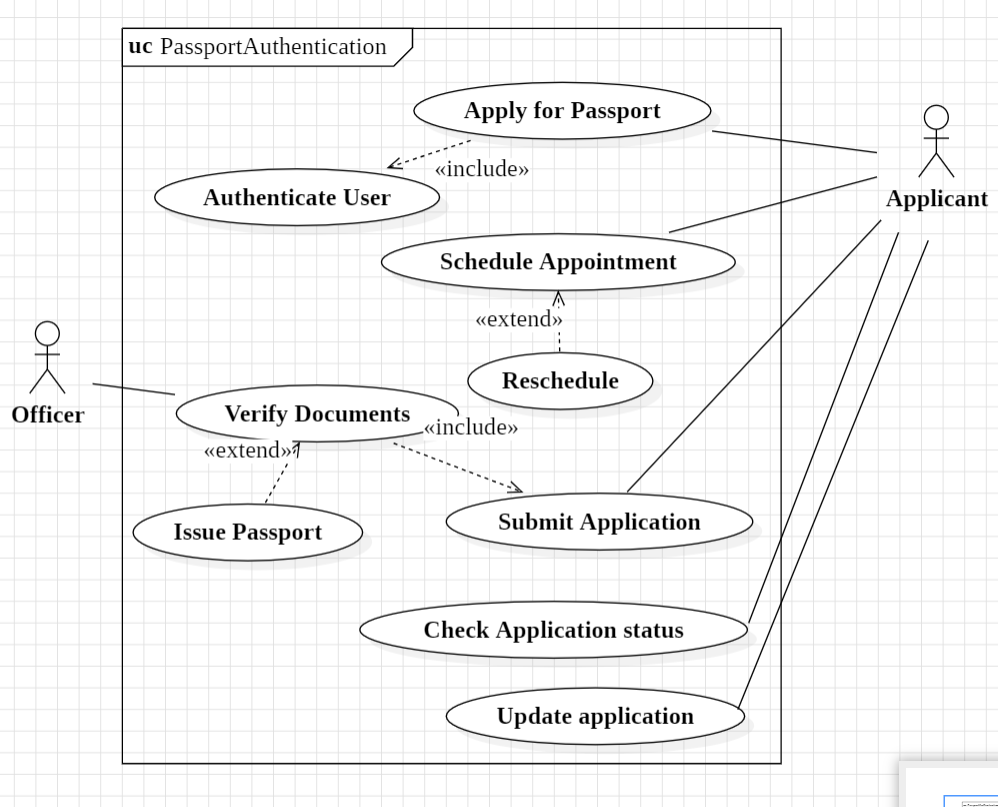 uc PassportAuthentication
Apply for Passport
«include»
Authenticate User
Applicant
Schedule Appointment
«extend»
Reschedule
Officer
Verify Documents
«include»
«extend»
Issue Passport
Submit Application
Check Application status
Update application